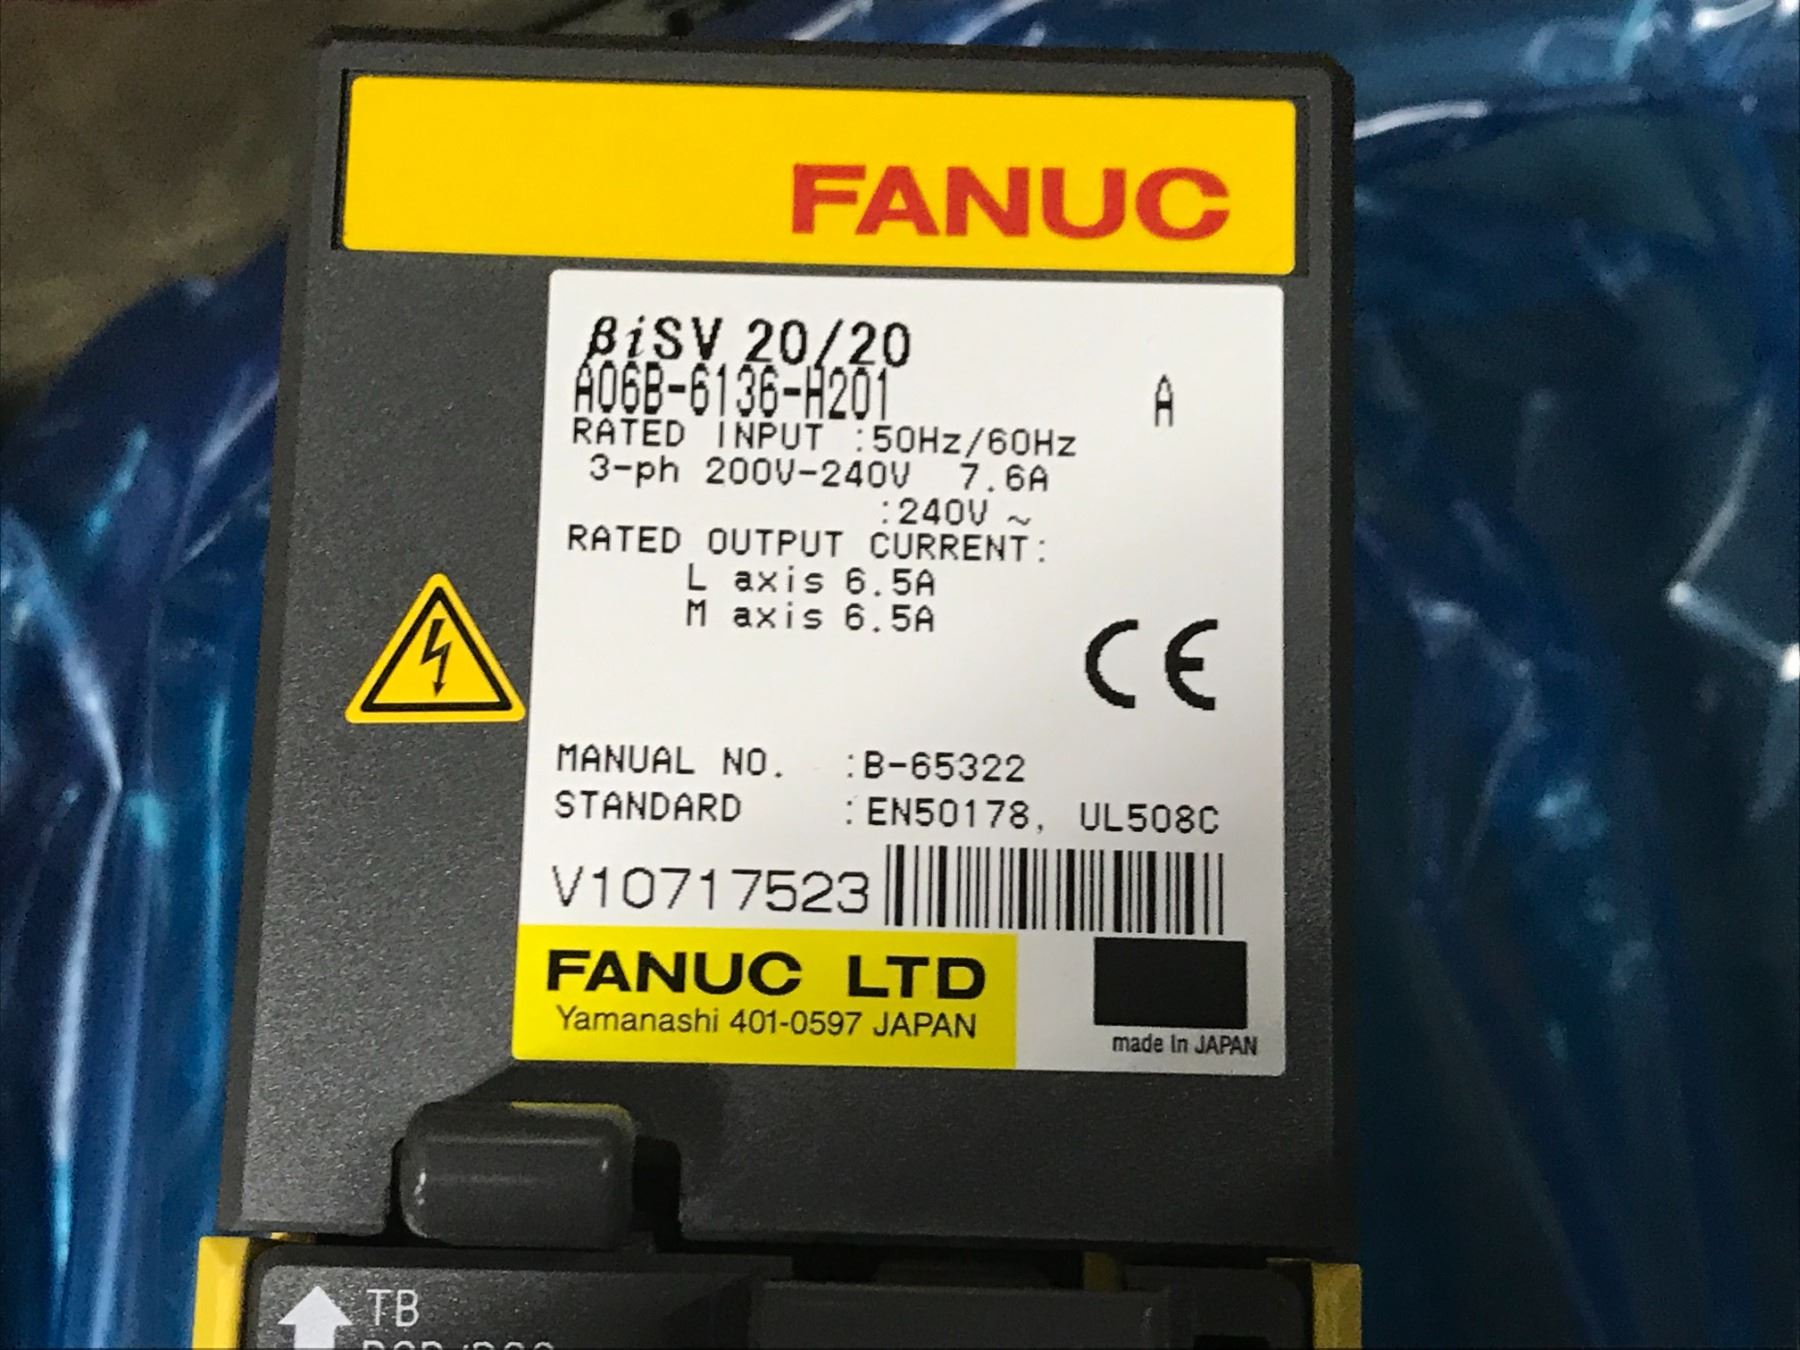 FANUC
βiSV 20/20
A06B-6136-H201 A
RATED INPUT :50Hz/60Hz
3-ph 200V-240V 7.6A
:240V ~
RATED OUTPUT CURRENT:
L axis 6.5A
M axis 6.5A
CE
MANUAL NO. :B-65322
STANDARD :EN50178, UL508C
V10717523
FANUC LTD
Yamanashi 401-0597 JAPAN
made In JAPAN
TB